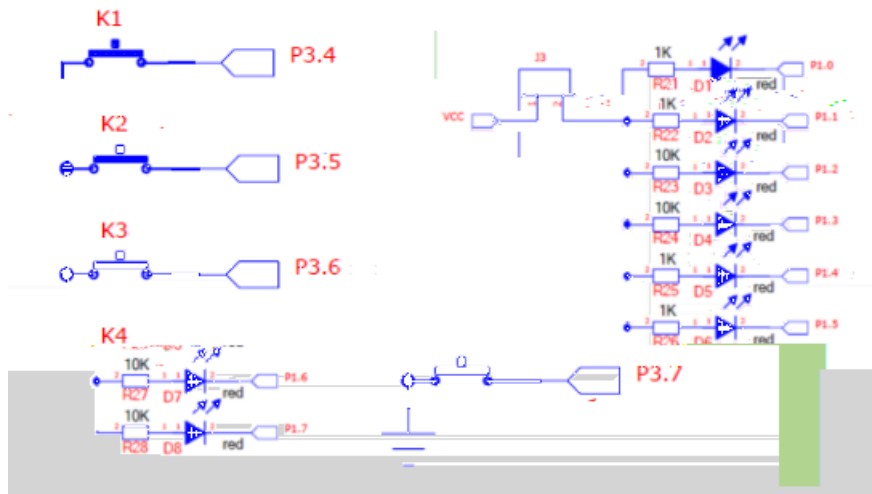 K1
P3.4
K2
P3.5
K3
P3.6
K4
J3
VCC
1K
R21 D1 red P1.0
1K
R22 D2 red P1.1
10K
R23 D3 red P1.2
10K
R24 D4 red P1.3
1K
R25 D5 red P1.4
1K
red P1.5
10K
R27 D7 red P1.6
10K
R28 D8 red P1.7
P3.7